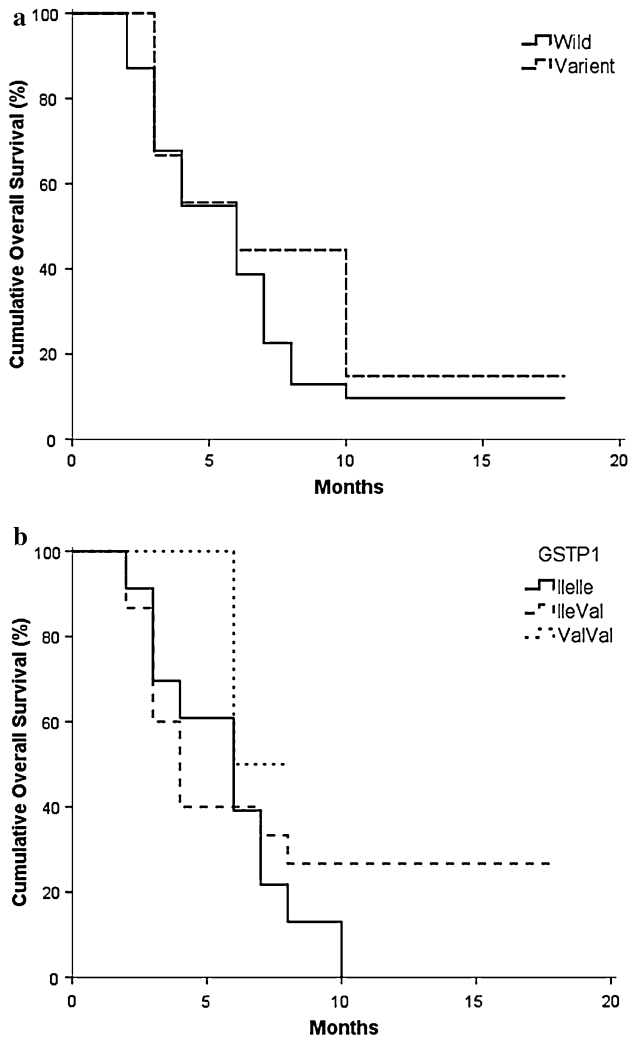 a
100
80
60
40
20
0
Cumulative Overall Survival (%)
Wild
Varient
0 5 10 15 20
Months
b
100
80
60
40
20
0
Cumulative Overall Survival (%)
GSTP1
IleIle
IleVal
ValVal
0 5 10 15 20
Months